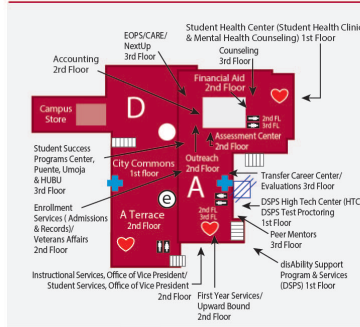 Student Health Center (Student Health Clinic
& Mental Health Counseling) 1st Floor
EOPS/CARE/
NextUp
3rd Floor
Counseling
3rd Floor
Accounting
2rd Floor
Financial Aid
2nd Floor
Campus
Store
D
2nd FL
3rd FL
Assessment Center
2nd Floor
Student Success
Programs Center,
Puente, Umoja
& HUBU
3rd Floor
City Commons
1st floor
Outreach
2nd Floor
A
Transfer Career Center/
Evaluations 3rd Floor
e
Enrollment
Services ( Admissions
& Records)/
Veterans Affairs
2nd Floor
A Terrace
2nd Floor
2nd FL
3rd FL
DSPS High Tech Center (HTC
DSPS Test Proctoring
1st Floor
Peer Mentors
3rd Floor
Instructional Services, Office of Vice President/
Student Services, Office of Vice President
2nd Floor
disAbility Support
Program & Services
(DSPS) 1st Floor
First Year Services/
Upward Bound
2nd Floor